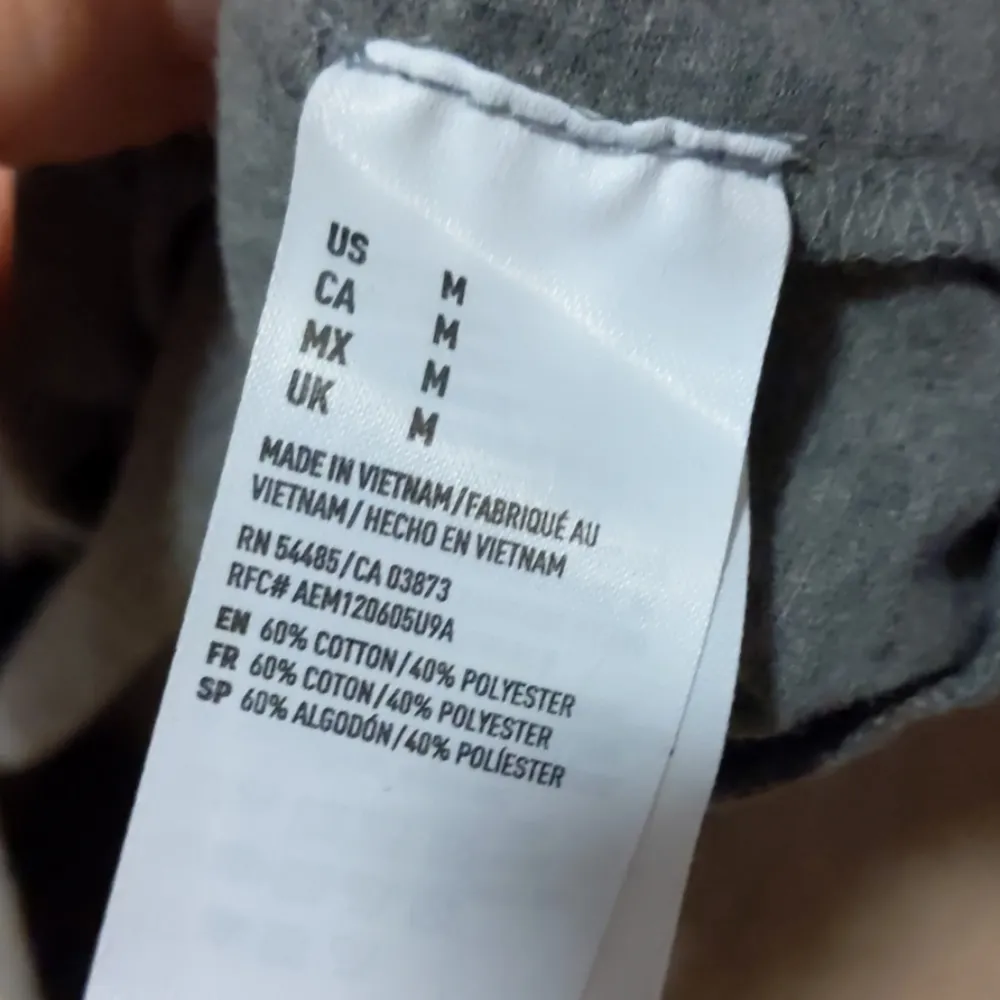 US M
CA M
MX M
UK M
MADE IN VIETNAM/FABRIQUÉ AU
VIETNAM/HECHO EN VIETNAM
RN 54485/CA 03873
RFC# AEM120605U9A
EN 60% COTTON/40% POLYESTER
FR 60% COTON/40% POLYESTER
SP 60% ALGODÓN/40% POLÍESTER